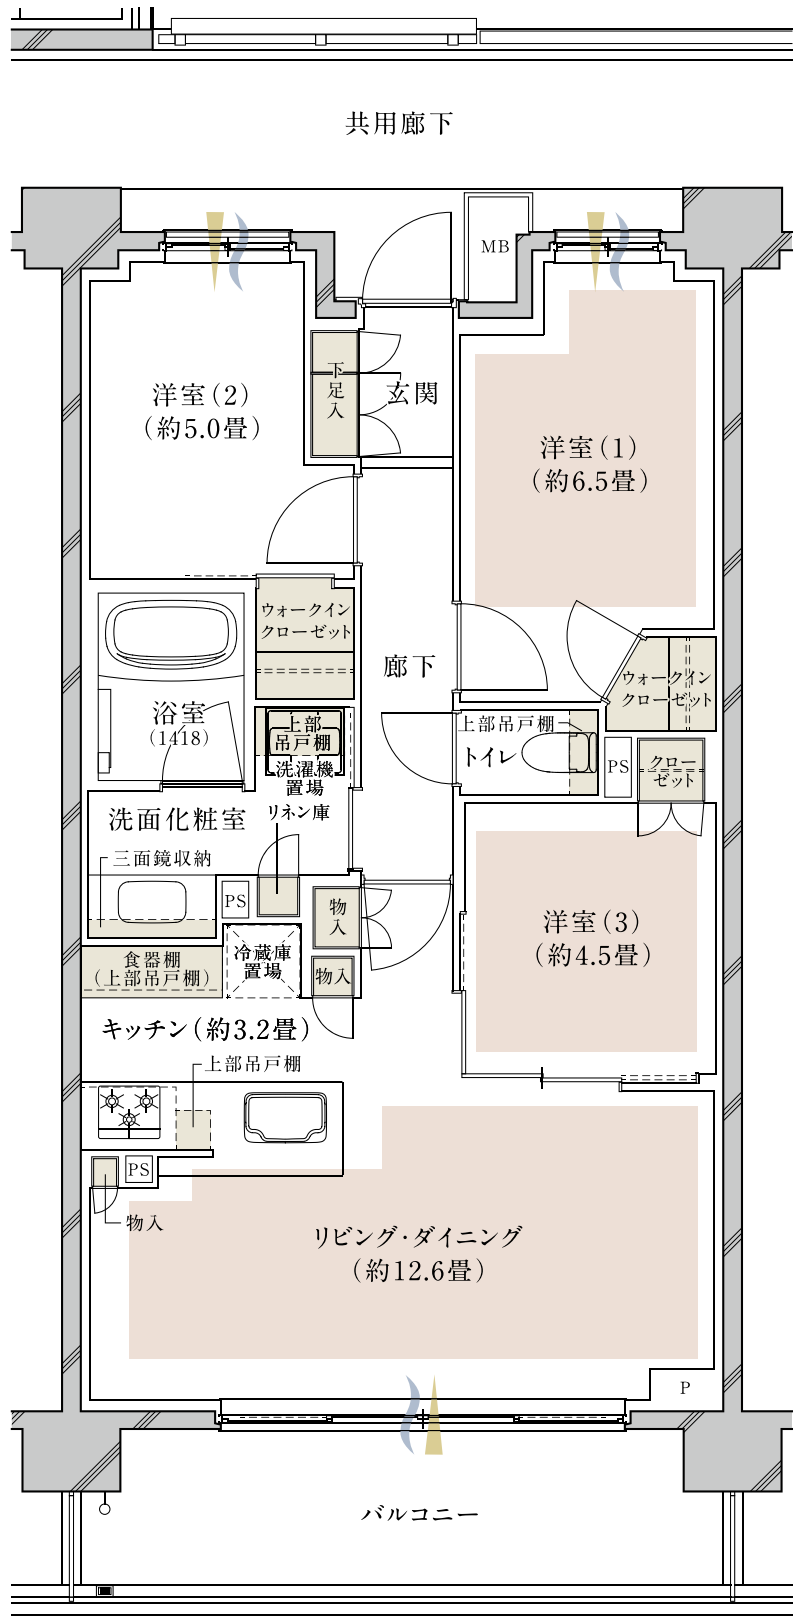 共用廊下
MB
下足入
玄関
洋室（2）
（約5.0畳）
洋室（1）
（約6.5畳）
ウォークイン
クローゼット
廊下
ウォークイン
クローゼット
浴室
（1418）
上部
吊戸棚
洗濯機
置場
上部吊戸棚
トイレ
PS
クロー
ゼット
リネン庫
洗面化粧室
三面鏡収納
PS
物入
洋室（3）
（約4.5畳）
食器棚
（上部吊戸棚）
冷蔵庫
置場
物入
キッチン（約3.2畳）
上部吊戸棚
PS
物入
リビング・ダイニング
（約12.6畳）
P
バルコニー